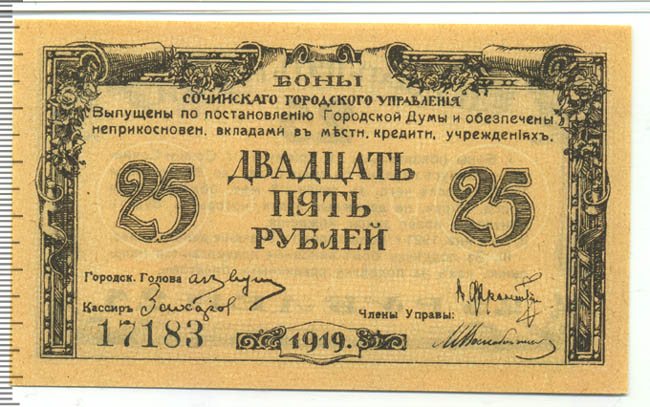 БОНЫ
СОЧИНСКАГО ГОРОДСКОГО УПРАВЛЕНІЯ
Выпущены по постановленію Городской Думы и обезпечены
неприкосновен. вкладами въ мѣстн. кредитн. учрежденіяхъ.
25 ДВАДЦАТЬ 25
ПЯТЬ
РУБЛЕЙ
Городск. Голова
Кассиръ
Члены Управы:
17183
1919.